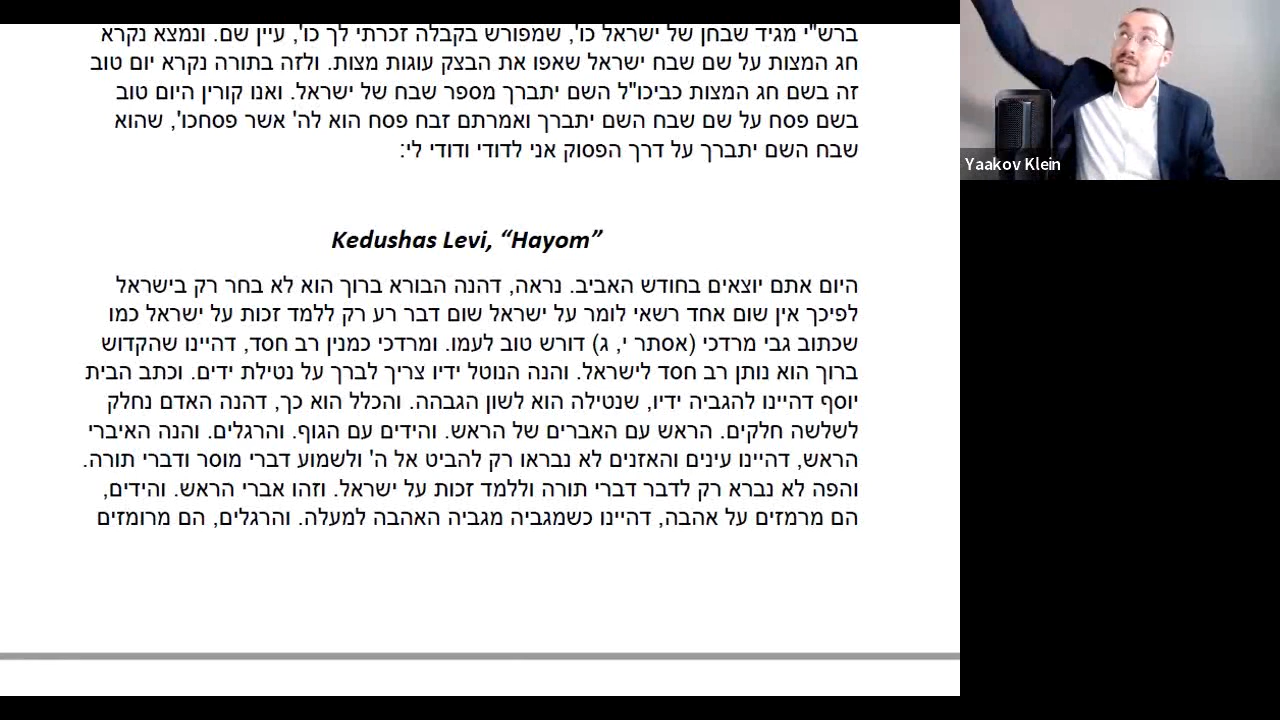 ברש"י מגיד שבחן של ישראל כו', שמפורש בקבלה זכרתי לך כו', עיין שם. ונמצא נקרא
חג המצות על שם שבח ישראל שאפו את הבצק עוגות מצות. ולזה בתורה נקרא יום טוב
זה בשם חג המצות כביכו"ל השם יתברך מספר שבח של ישראל. ואנו קורין היום טוב
בשם פסח על שם שבח השם יתברך ואמרתם זבח פסח הוא לה' אשר פסחכו', שהוא
שבח השם יתברך על דרך הפסוק אני לדודי ודודי לי:
Kedushas Levi, “Hayom”
היום אתם יוצאים בחודש האביב. נראה, דהנה הבורא ברוך הוא לא בחר רק בישראל
לפיכך אין שום אחד רשאי לומר על ישראל שום דבר רע רק ללמד זכות על ישראל כמו
שכתוב גבי מרדכי (אסתר י, ג) דורש טוב לעמו. ומרדכי כמנין רב חסד, דהיינו שהקדוש
ברוך הוא נותן רב חסד לישראל. והנה הנוטל ידיו צריך לברך על נטילת ידים. וכתב הבית
יוסף דהיינו להגביה ידיו, שנטילה הוא לשון הגבהה. והכלל הוא כך, דהנה האדם נחלק
לשלשה חלקים. הראש עם האברים של הראש. והידים עם הגוף. והרגלים. והנה האיברי
הראש, דהיינו עינים והאזנים לא נבראו רק להביט אל ה' ולשמוע דברי מוסר ודברי תורה.
והפה לא נברא רק לדבר דברי תורה וללמד זכות על ישראל. וזהו אברי הראש. והידים,
הם מרמזים על אהבה, דהיינו כשמגביה מגביה האהבה למעלה. והרגלים, הם מרומזים
Yaakov Klein